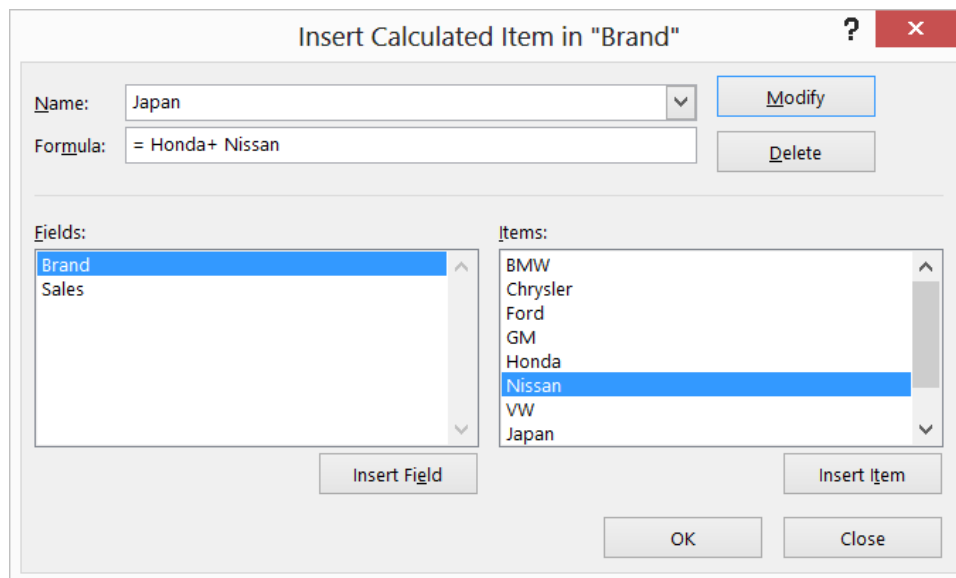 Insert Calculated Item in "Brand"
?
Name:
Japan
Modify
Formula:
= Honda+ Nissan
Delete
Fields:
Brand
Sales
Insert Field
Items:
BMW
Chrysler
Ford
GM
Honda
Nissan
VW
Japan
Insert Item
OK
Close